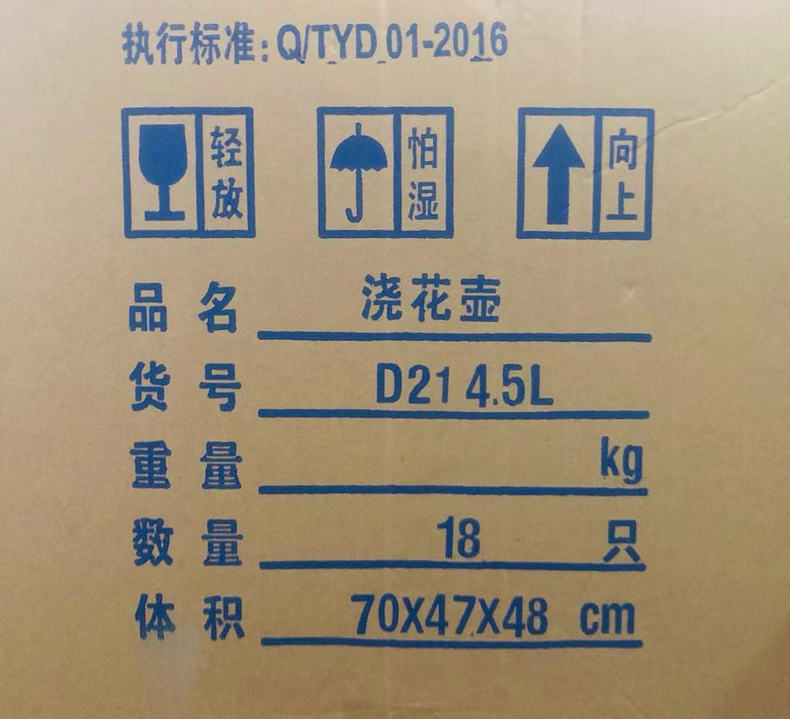 执行标准: Q/TYD 01-2016
轻放 怕湿 向上
品名 浇花壶
货号 D21 4.5L
重量 kg
数量 18 只
体积 70X47X48 cm